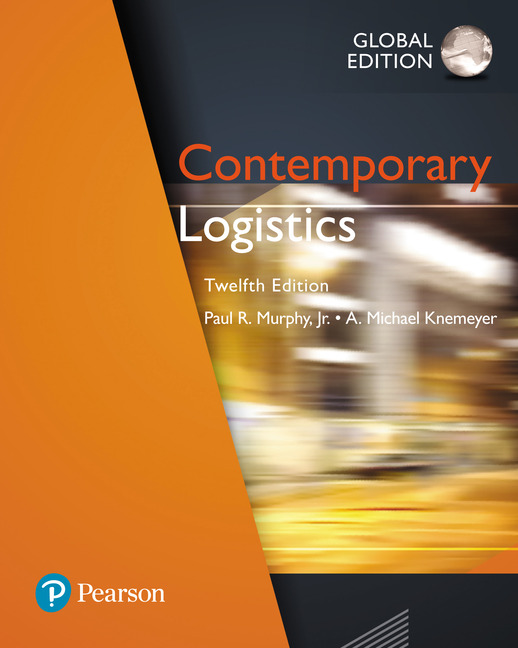 GLOBAL
EDITION
Contemporary
Logistics
Twelfth Edition
Paul R. Murphy, Jr. • A. Michael Knemeyer
P Pearson